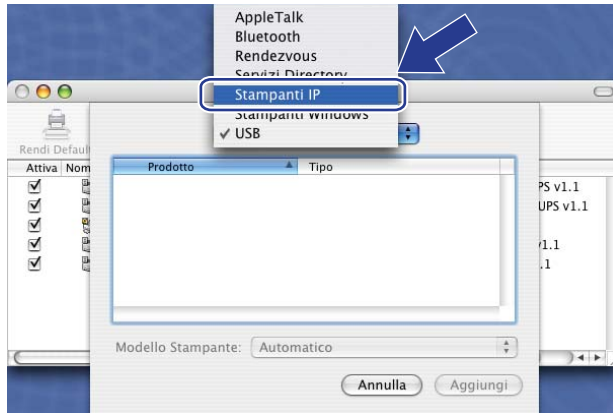 AppleTalk
Bluetooth
Rendezvous
Servizi Directory
Stampanti IP
Stampanti Windows
✓ USB
Rendi Default
Attiva Nom
Prodotto Tipo
PS v1.1
UPS v1.1
v1.1
.1
Modello Stampante: Automatico
Annulla Aggiungi